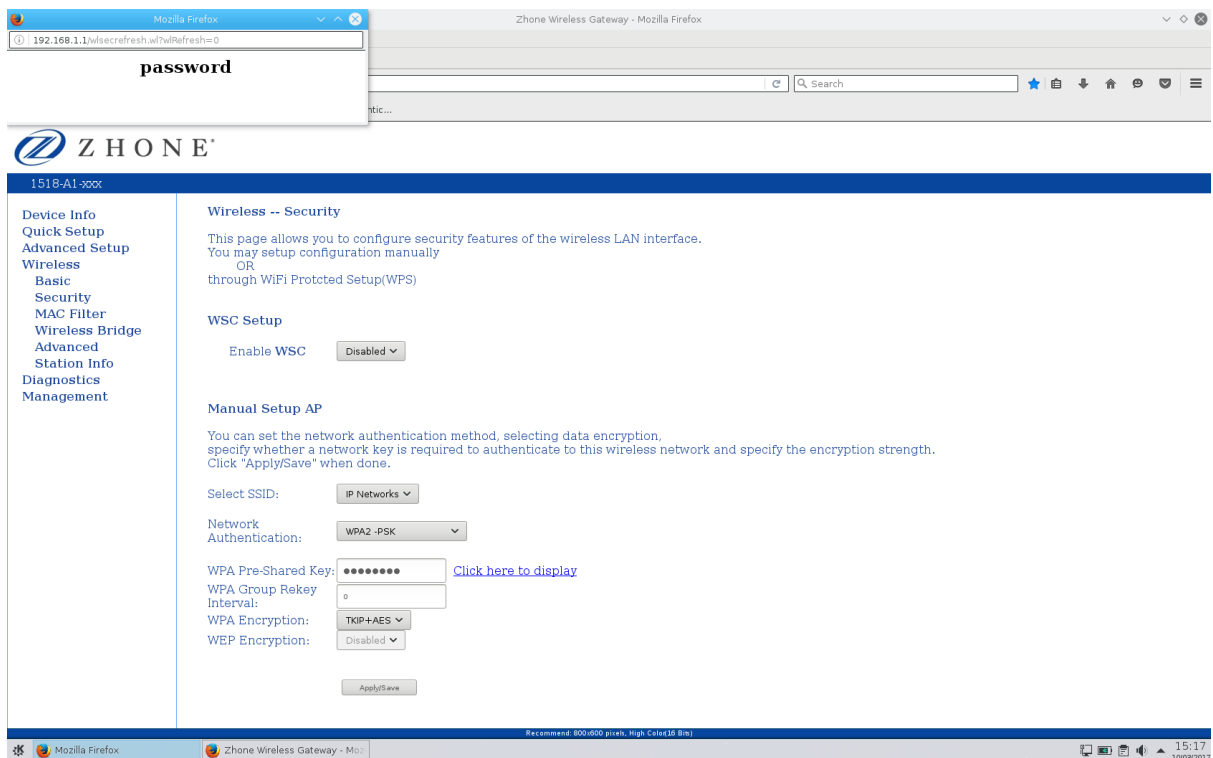 Mozilla Firefox
Zhone Wireless Gateway - Mozilla Firefox
192.168.1.1/wlsecrefresh.wl?wlRefresh=0
password
Search
ntic...
ZHONE
1518-A1-xxx
Device Info
Quick Setup
Advanced Setup
Wireless
Basic
Security
MAC Filter
Wireless Bridge
Advanced
Station Info
Diagnostics
Management
Wireless -- Security
This page allows you to configure security features of the wireless LAN interface.
You may setup configuration manually
OR
through WiFi Protcted Setup(WPS)
WSC Setup
Enable WSC Disabled
Manual Setup AP
You can set the network authentication method, selecting data encryption,
specify whether a network key is required to authenticate to this wireless network and specify the encryption strength.
Click "Apply/Save" when done.
Select SSID: IP Networks
Network
Authentication: WPA2 -PSK
WPA Pre-Shared Key: ●●●●●●●● Click here to display
WPA Group Rekey
Interval: 0
WPA Encryption: TKIP+AES
WEP Encryption: Disabled
Apply/Save
Recommend: 800x600 pixels, High Color(16 Bits)
Mozilla Firefox
Zhone Wireless Gateway - Moz
15:17